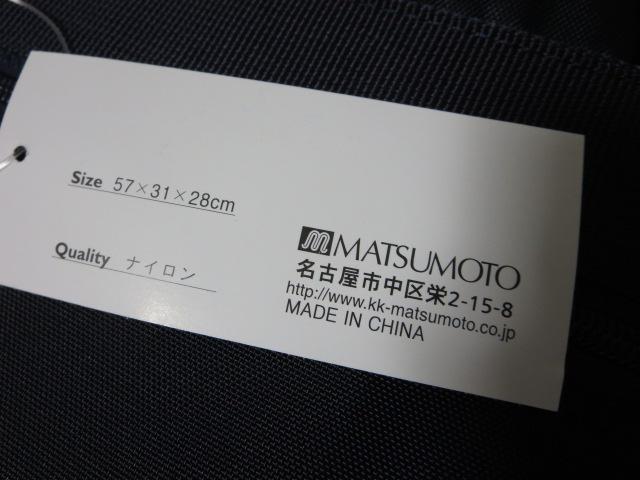 Size 57×31×28cm
Quality ナイロン
MATSUMOTO
名古屋市中区栄2-15-8
http://www.kk-matsumoto.co.jp
MADE IN CHINA